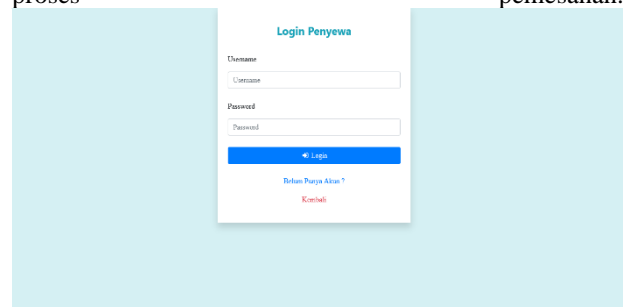 proses pemesanan.
Login Penyewa
Username
Username
Password
Password
Login
Belum Punya Akun ?
Kembali